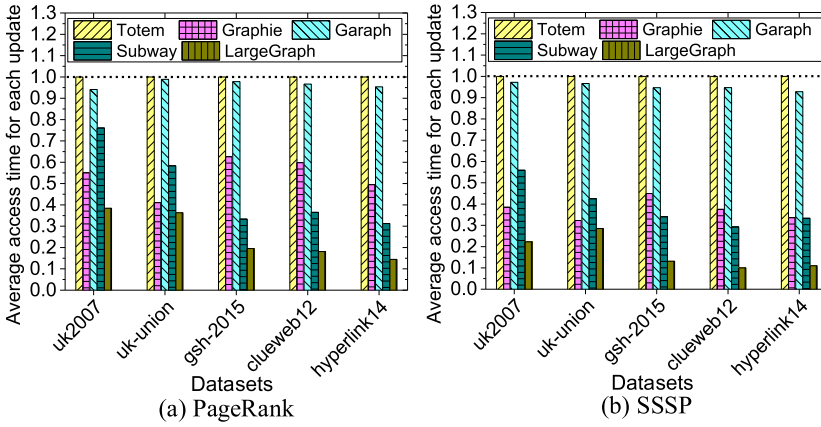 1.3
1.2
1.1
1.0
0.9
0.8
0.7
0.6
0.5
0.4
0.3
0.2
0.1
0.0
Average access time for each update
Totem Graphie Garaph
Subway LargeGraph
uk2007
uk-union
gsh-2015
clueweb12
hyperlink14
Datasets
(a) PageRank
1.3
1.2
1.1
1.0
0.9
0.8
0.7
0.6
0.5
0.4
0.3
0.2
0.1
0.0
Average access time for each update
Totem Graphie Garaph
Subway LargeGraph
uk2007
uk-union
gsh-2015
clueweb12
hyperlink14
Datasets
(b) SSSP